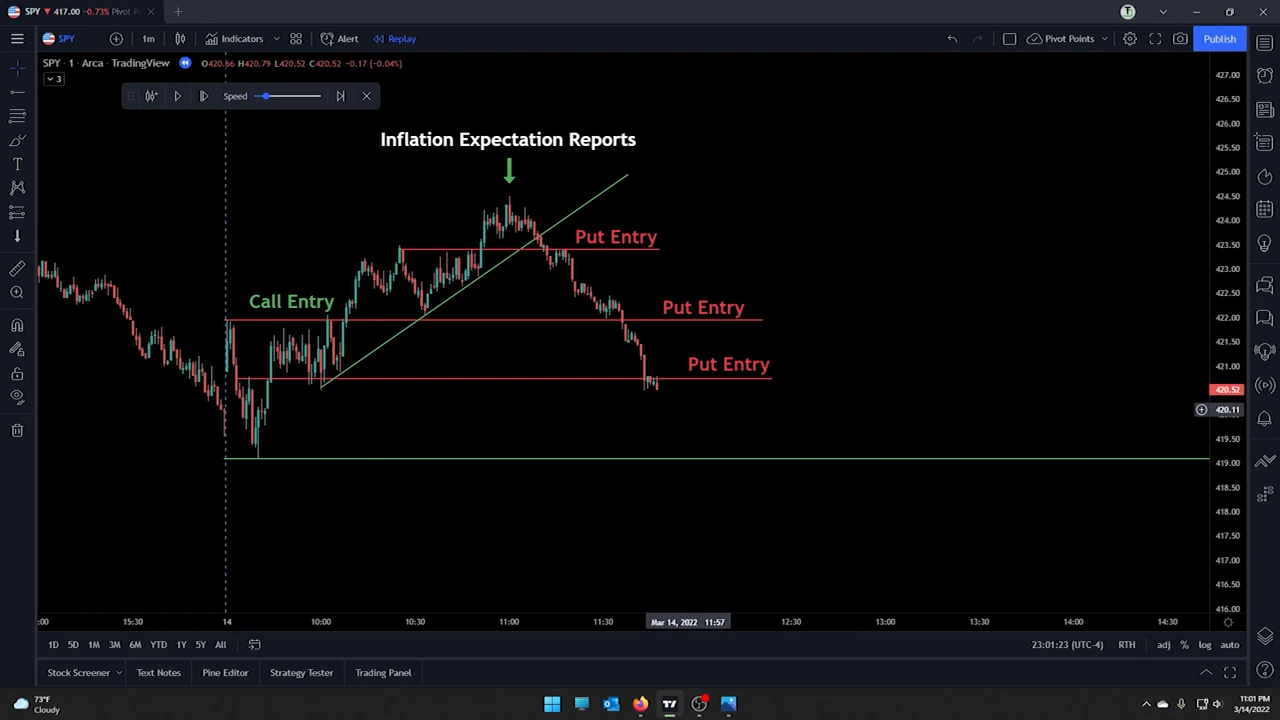 SPY ▼ 417.00 -0.73% Pivot Po
T
SPY 1m Indicators Alert Replay Pivot Points Publish
SPY · 1 · Arca · TradingView O420.66 H420.79 L420.52 C420.52 -0.17 (-0.04%)
3
Speed
Inflation Expectation Reports
Put Entry
Call Entry
Put Entry
Put Entry
427.00
426.50
426.00
425.50
425.00
424.50
424.00
423.50
423.00
422.50
422.00
421.50
421.00
420.52
420.11
419.50
419.00
418.50
418.00
417.50
417.00
416.50
416.00
:00 15:30 14 10:00 10:30 11:00 11:30 Mar 14, 2022 11:57 12:30 13:00 13:30 14:00 14:30
1D 5D 1M 3M 6M YTD 1Y 5Y All 23:01:23 (UTC-4) RTH adj % log auto
Stock Screener Text Notes Pine Editor Strategy Tester Trading Panel
73°F
Cloudy
11:01 PM
3/14/2022